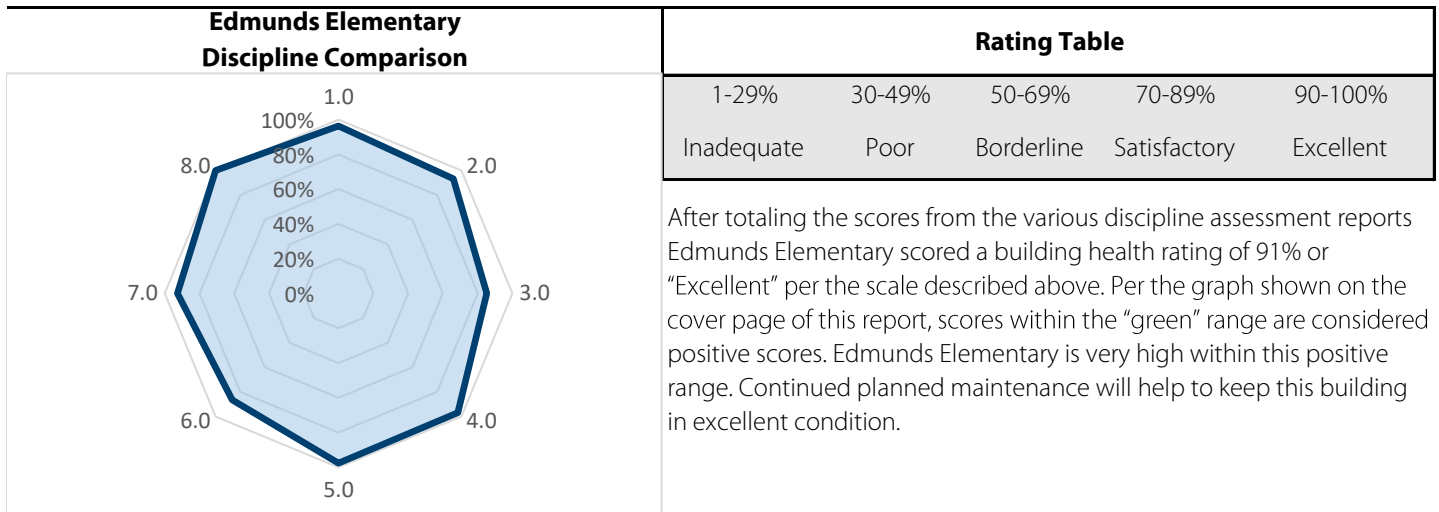 Edmunds Elementary
Discipline Comparison
1.0
100%
80%
60%
40%
20%
0%
2.0
3.0
4.0
5.0
6.0
7.0
8.0
Rating Table
1-29% 30-49% 50-69% 70-89% 90-100%
Inadequate Poor Borderline Satisfactory Excellent
After totaling the scores from the various discipline assessment reports
Edmunds Elementary scored a building health rating of 91% or
“Excellent” per the scale described above. Per the graph shown on the
cover page of this report, scores within the “green” range are considered
positive scores. Edmunds Elementary is very high within this positive
range. Continued planned maintenance will help to keep this building
in excellent condition.